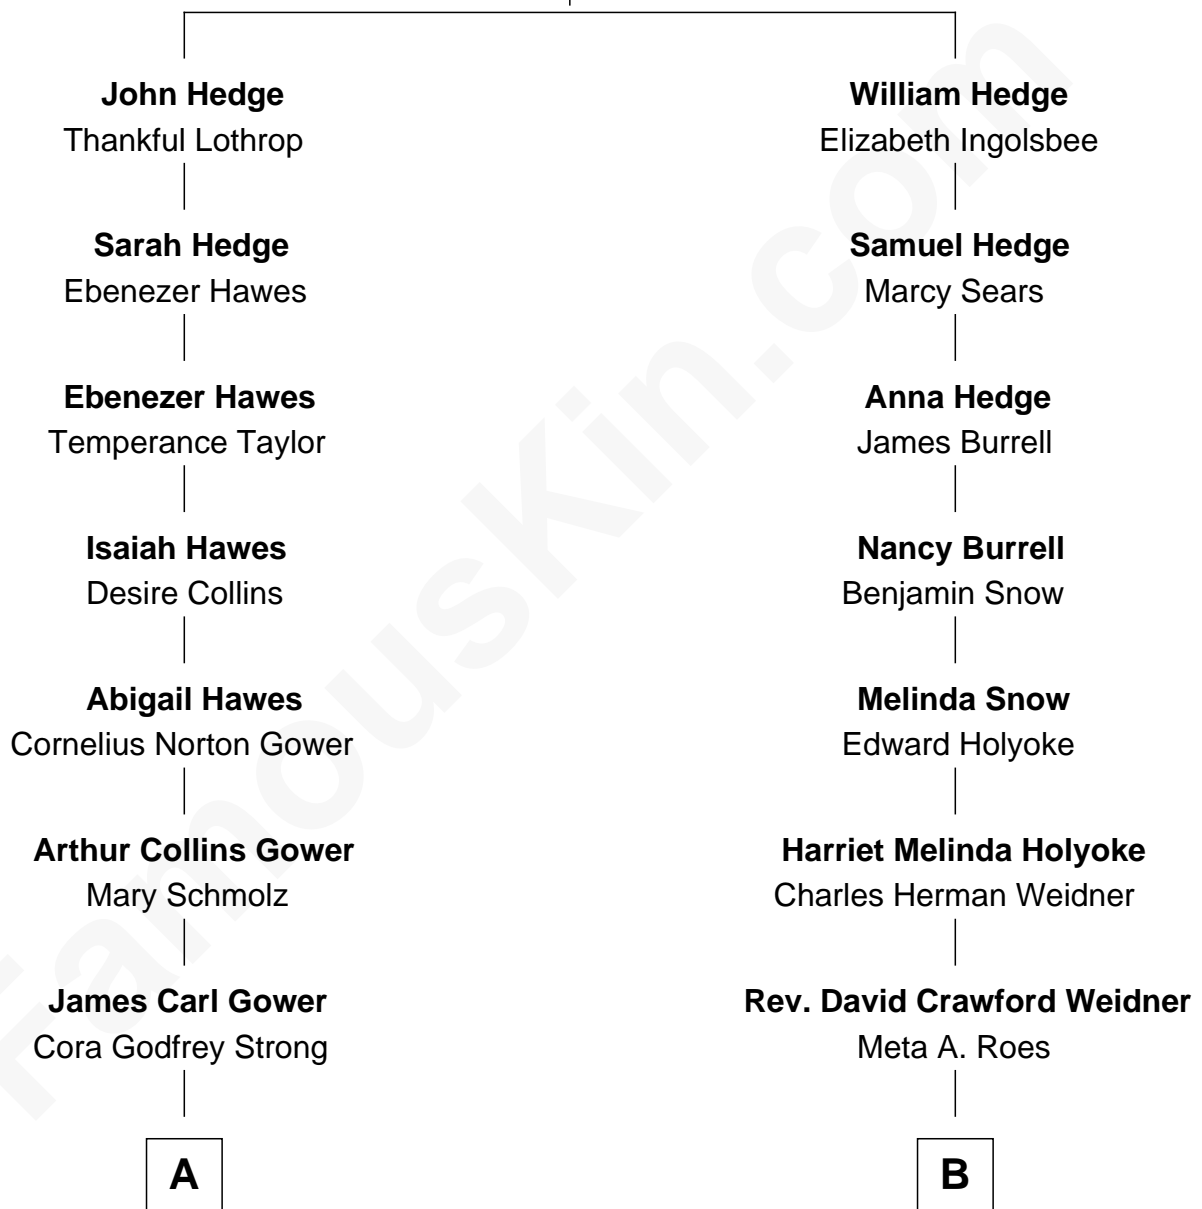 John Hedge
Thankful Lothrop
Sarah Hedge
Ebenezer Hawes
Ebenezer Hawes
Temperance Taylor
Isaiah Hawes
Desire Collins
Abigail Hawes
Cornelius Norton Gower
Arthur Collins Gower
Mary Schmolz
James Carl Gower
Cora Godfrey Strong
A
William Hedge
Elizabeth Ingolsbee
Samuel Hedge
Marcy Sears
Anna Hedge
James Burrell
Nancy Burrell
Benjamin Snow
Melinda Snow
Edward Holyoke
Harriet Melinda Holyoke
Charles Herman Weidner
Rev. David Crawford Weidner
Meta A. Roes
B
FamousKin.com